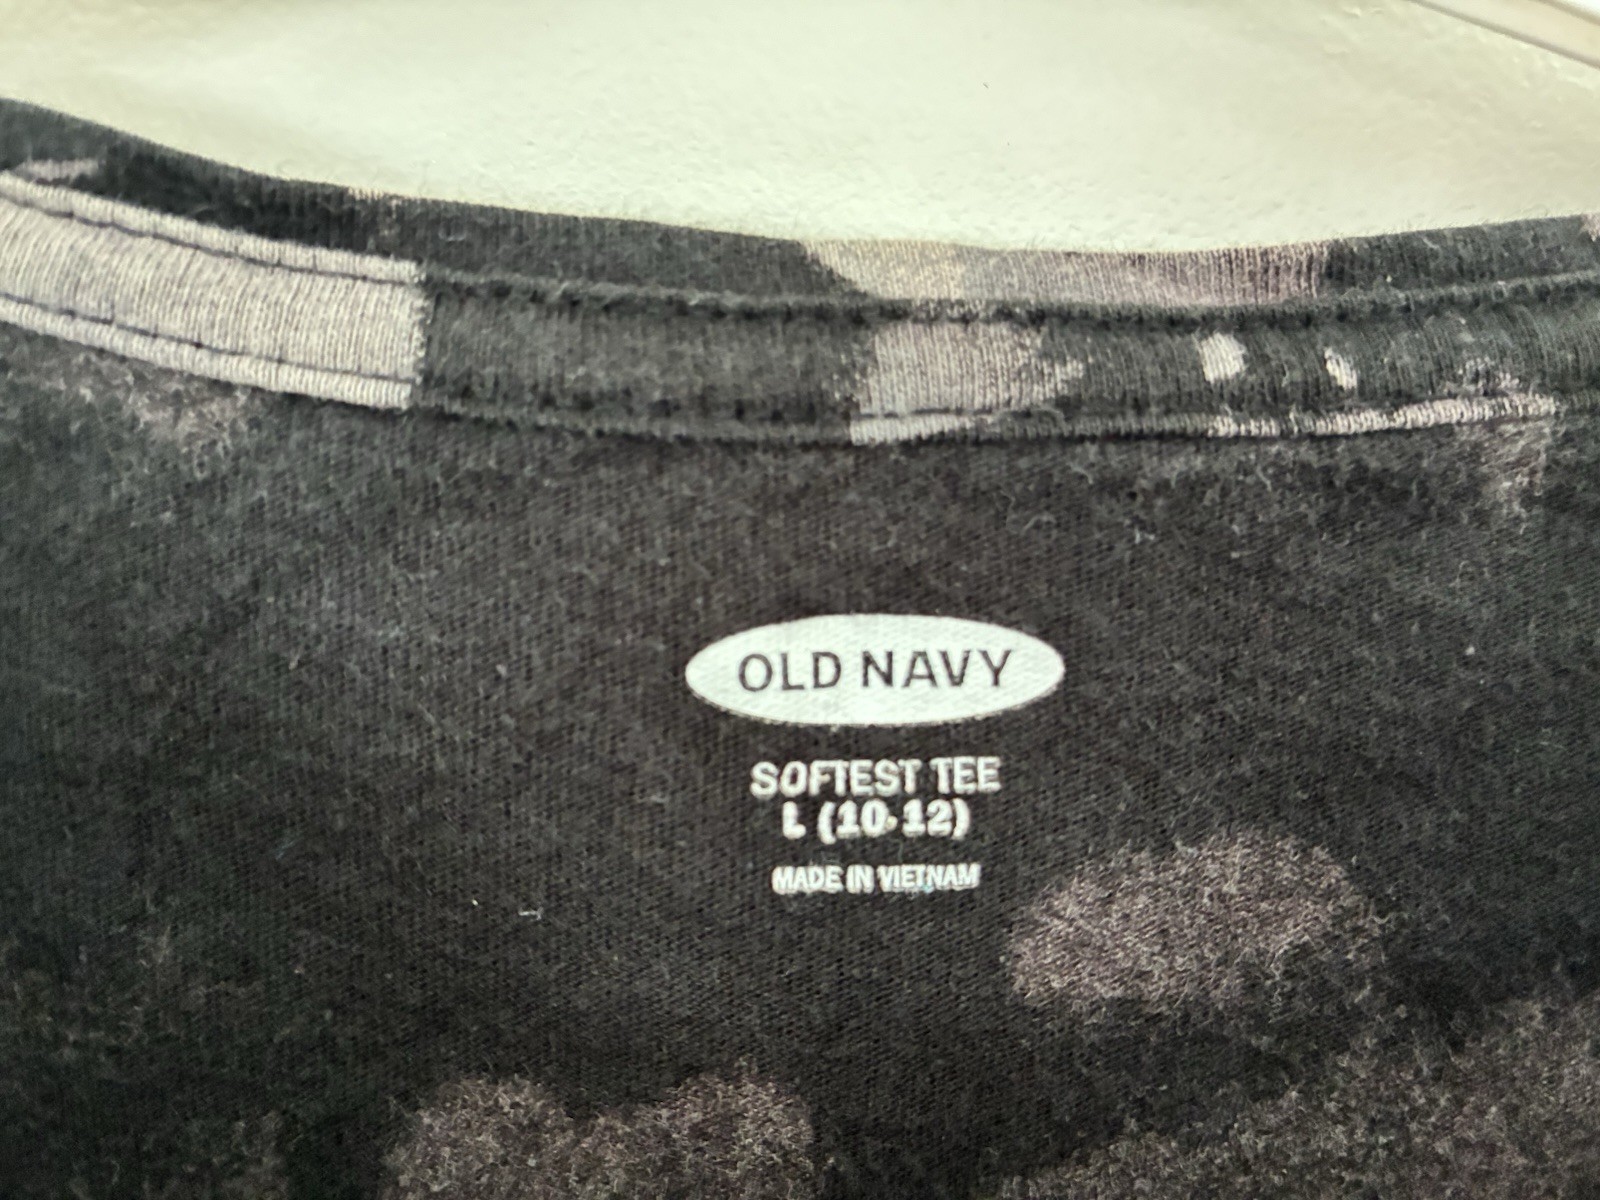 OLD NAVY
SOFTEST TEE
L (10-12)
MADE IN VIETNAM